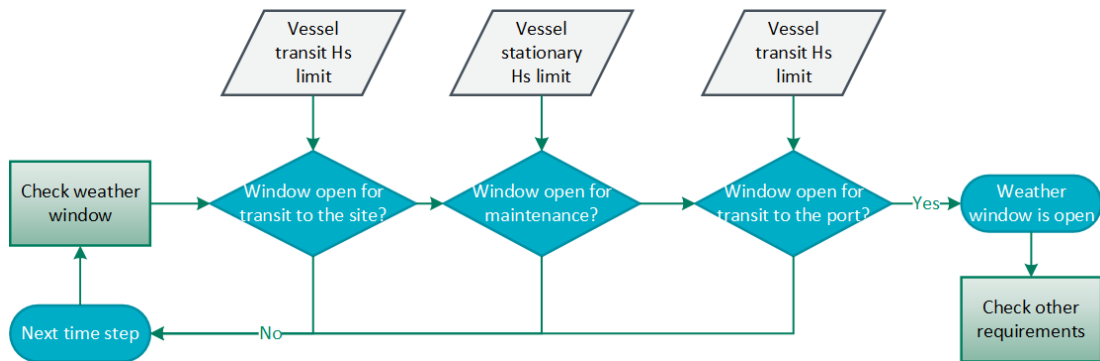 Vessel
transit Hs
limit
Vessel
stationary
Hs limit
Vessel
transit Hs
limit
Check weather
window
Window open for
transit to the site?
Window open for
maintenance?
Window open for
transit to the port?
Yes
Weather
window is open
Next time step
No
Check other
requirements